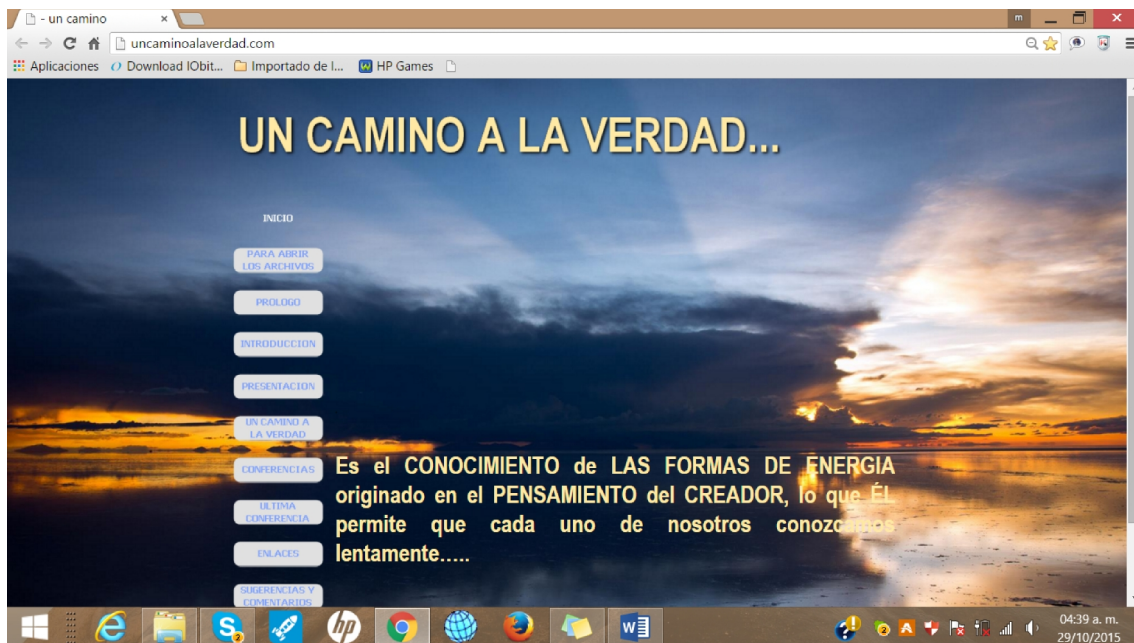 - un camino
m
uncaminoalaverdad.com
Aplicaciones Download IObit... Importado de I... HP Games
UN CAMINO A LA VERDAD...
INICIO
PARA ABRIR
LOS ARCHIVOS
PROLOGO
INTRODUCCION
PRESENTACION
UN CAMINO A
LA VERDAD
CONFERENCIAS
ULTIMA
CONFERENCIA
ENLACES
SUGERENCIAS Y
COMENTARIOS
Es el CONOCIMIENTO de LAS FORMAS DE ENERGIA
originado en el PENSAMIENTO del CREADOR, lo que ÉL
permite que cada uno de nosotros conozcamos
lentamente.....
04:39 a. m.
29/10/2015